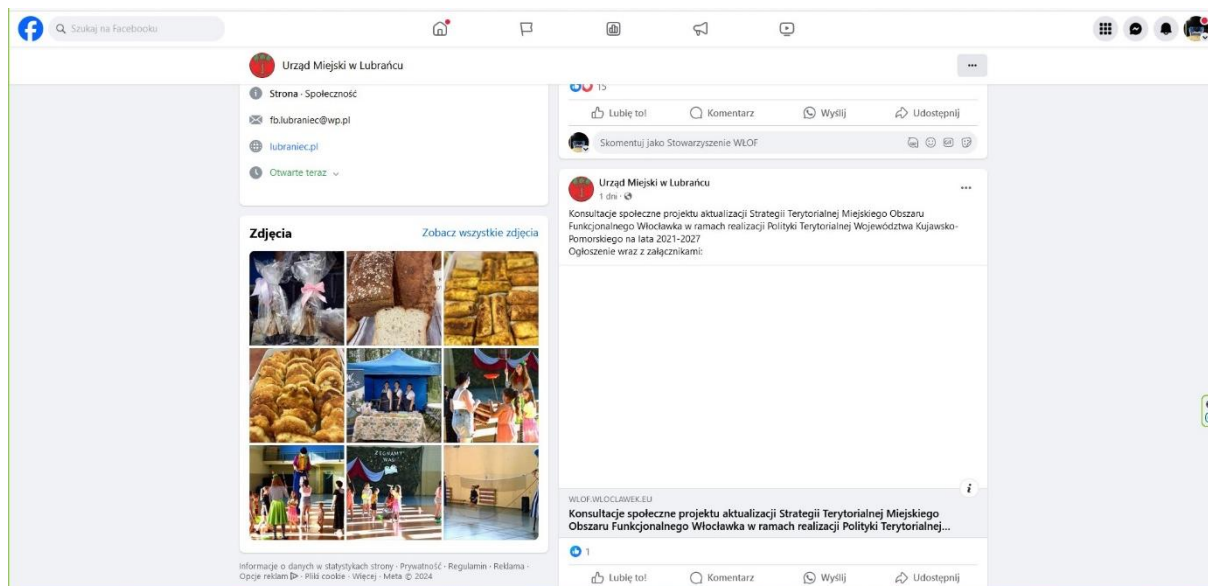 Szukaj na Facebooku
Urząd Miejski w Lubrańcu
...
Strona · Społeczność
fb.lubraniec@wp.pl
lubraniec.pl
Otwarte teraz
Zdjęcia
Zobacz wszystkie zdjęcia
ŻEGNAMY
WAS
Informacje o danych w statystykach strony · Prywatność · Regulamin · Reklama ·
Opcje reklam · Pliki cookie · Więcej · Meta © 2024
15
Lubię to!
Komentarz
Wyślij
Udostępnij
Skomentuj jako Stowarzyszenie WŁOF
GIF
Urząd Miejski w Lubrańcu
1 dni ·
...
Konsultacje społeczne projektu aktualizacji Strategii Terytorialnej Miejskiego Obszaru
Funkcjonalnego Włocławka w ramach realizacji Polityki Terytorialnej Województwa Kujawsko-
Pomorskiego na lata 2021-2027
Ogłoszenie wraz z załącznikami:
i
WLOF.WLOCLAWEK.EU
Konsultacje społeczne projektu aktualizacji Strategii Terytorialnej Miejskiego
Obszaru Funkcjonalnego Włocławka w ramach realizacji Polityki Terytorialnej...
1
Lubię to!
Komentarz
Wyślij
Udostępnij